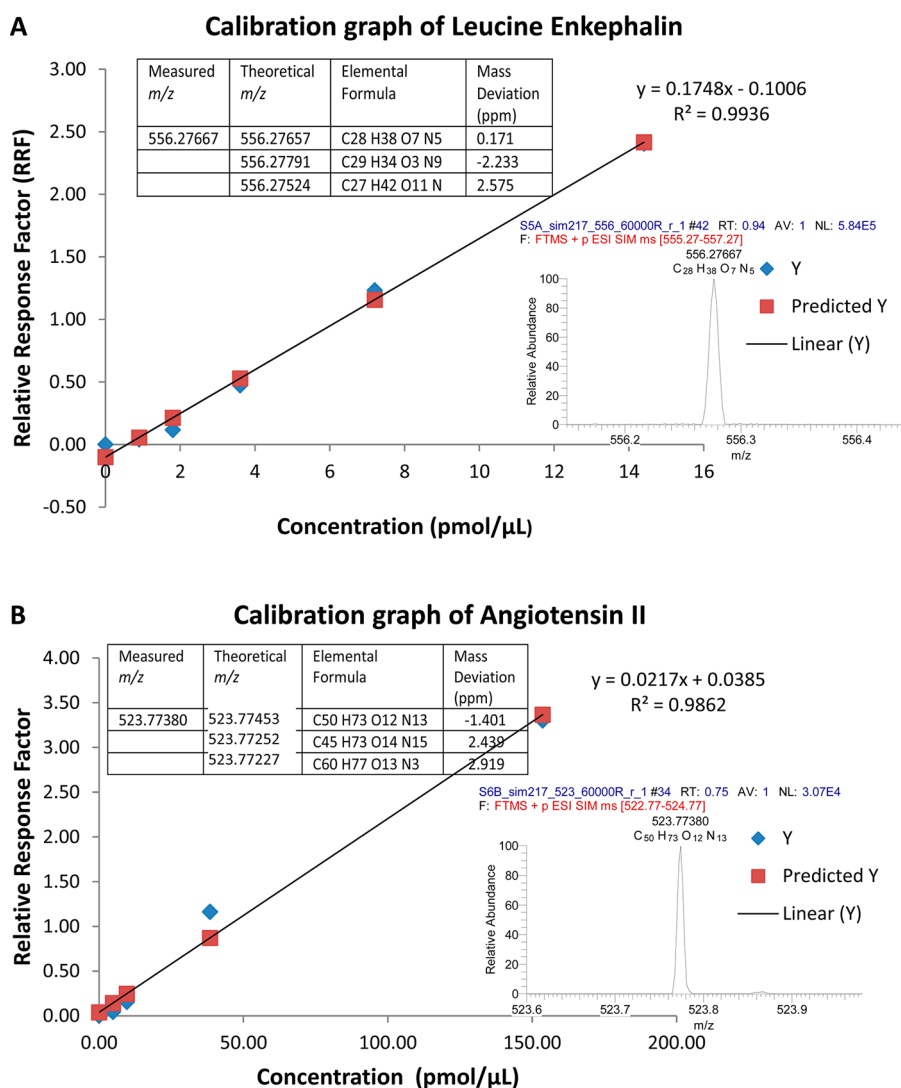 A
Calibration graph of Leucine Enkephalin
Measured m/z Theoretical m/z Elemental Formula Mass Deviation (ppm)
556.27667 556.27657 C28 H38 O7 N5 0.171
556.27791 C29 H34 O3 N9 -2.233
556.27524 C27 H42 O11 N 2.575
y = 0.1748x - 0.1006
R² = 0.9936
S5A_sim217_556_60000R_r_1 #42 RT: 0.94 AV: 1 NL: 5.84E5
F: FTMS + p ESI SIM ms [555.27-557.27]
556.27667
C₂₈ H₃₈ O₇ N₅
100
80
60
40
20
0
Relative Abundance
556.2 556.3 556.4
m/z
Y
Predicted Y
Linear (Y)
3.00
2.50
2.00
1.50
1.00
0.50
0.00
-0.50
Relative Response Factor (RRF)
0 2 4 6 8 10 12 14 16
Concentration (pmol/µL)
B
Calibration graph of Angiotensin II
Measured m/z Theoretical m/z Elemental Formula Mass Deviation (ppm)
523.77380 523.77453 C50 H73 O12 N13 -1.401
523.77252 C45 H73 O14 N15 2.439
523.77227 C60 H77 O13 N3 2.919
y = 0.0217x + 0.0385
R² = 0.9862
S6B_sim217_523_60000R_r_1 #34 RT: 0.75 AV: 1 NL: 3.07E4
F: FTMS + p ESI SIM ms [522.77-524.77]
523.77380
C₅₀ H₇₃ O₁₂ N₁₃
100
80
60
40
20
0
Relative Abundance
523.6 523.7 523.8 523.9
m/z
Y
Predicted Y
Linear (Y)
4.00
3.50
3.00
2.50
2.00
1.50
1.00
0.50
0.00
Relative Response Factor
0.00 50.00 100.00 150.00 200.00
Concentration (pmol/µL)